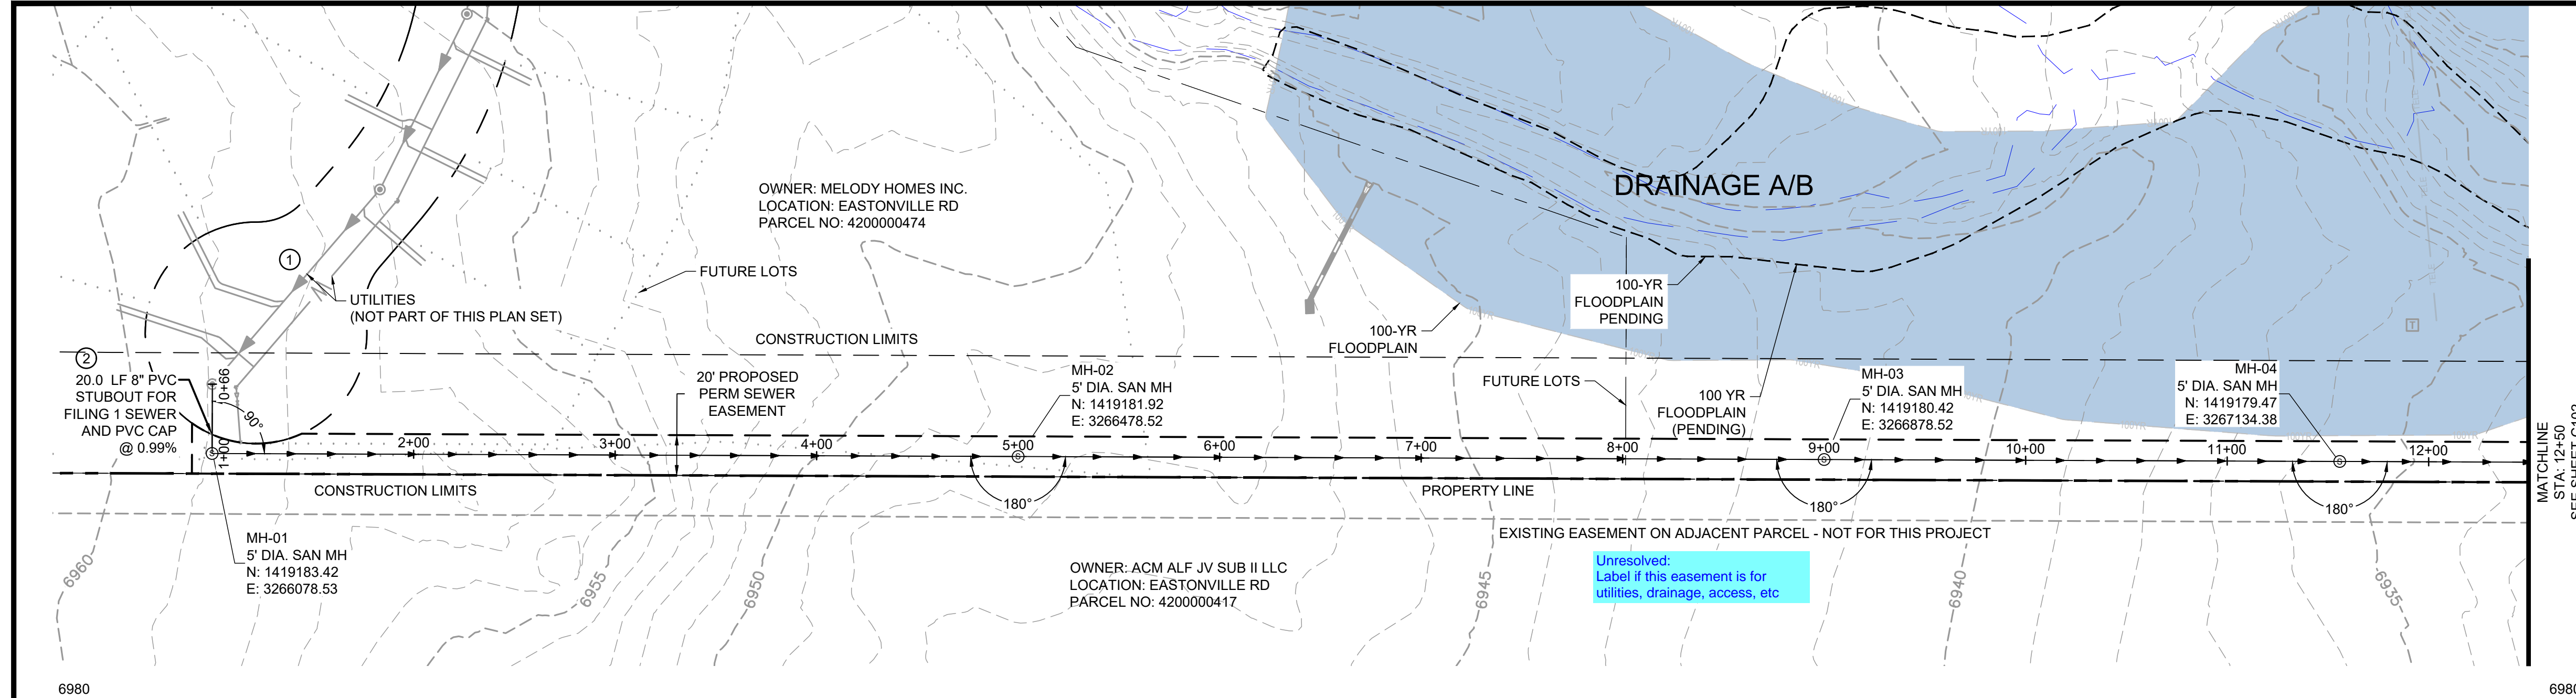 OWNER: MELODY HOMES INC.
LOCATION: EASTONVILLE RD
PARCEL NO: 4200000474
DRAINAGE A/B
1
FUTURE LOTS
UTILITIES
(NOT PART OF THIS PLAN SET)
100-YR
FLOODPLAIN
PENDING
100-YR
FLOODPLAIN
CONSTRUCTION LIMITS
T
2
20.0 LF 8" PVC
STUBOUT FOR
FILING 1 SEWER
AND PVC CAP
@ 0.99%
0+66
90°
1+00
20' PROPOSED
PERM SEWER
EASEMENT
MH-02
5' DIA. SAN MH
N: 1419181.92
E: 3266478.52
FUTURE LOTS
100 YR
FLOODPLAIN
(PENDING)
MH-03
5' DIA. SAN MH
N: 1419180.42
E: 3266878.52
MH-04
5' DIA. SAN MH
N: 1419179.47
E: 3267134.38
2+00
3+00
4+00
5+00
6+00
7+00
8+00
9+00
10+00
11+00
12+00
S
S
S
S
CONSTRUCTION LIMITS
180°
PROPERTY LINE
180°
180°
MATCHLINE
STA: 12+50
SEE SHEET C102
EXISTING EASEMENT ON ADJACENT PARCEL - NOT FOR THIS PROJECT
MH-01
5' DIA. SAN MH
N: 1419183.42
E: 3266078.53
OWNER: ACM ALF JV SUB II LLC
LOCATION: EASTONVILLE RD
PARCEL NO: 4200000417
Unresolved:
Label if this easement is for
utilities, drainage, access, etc
6960
6955
6950
6945
6940
6935
6980
6980